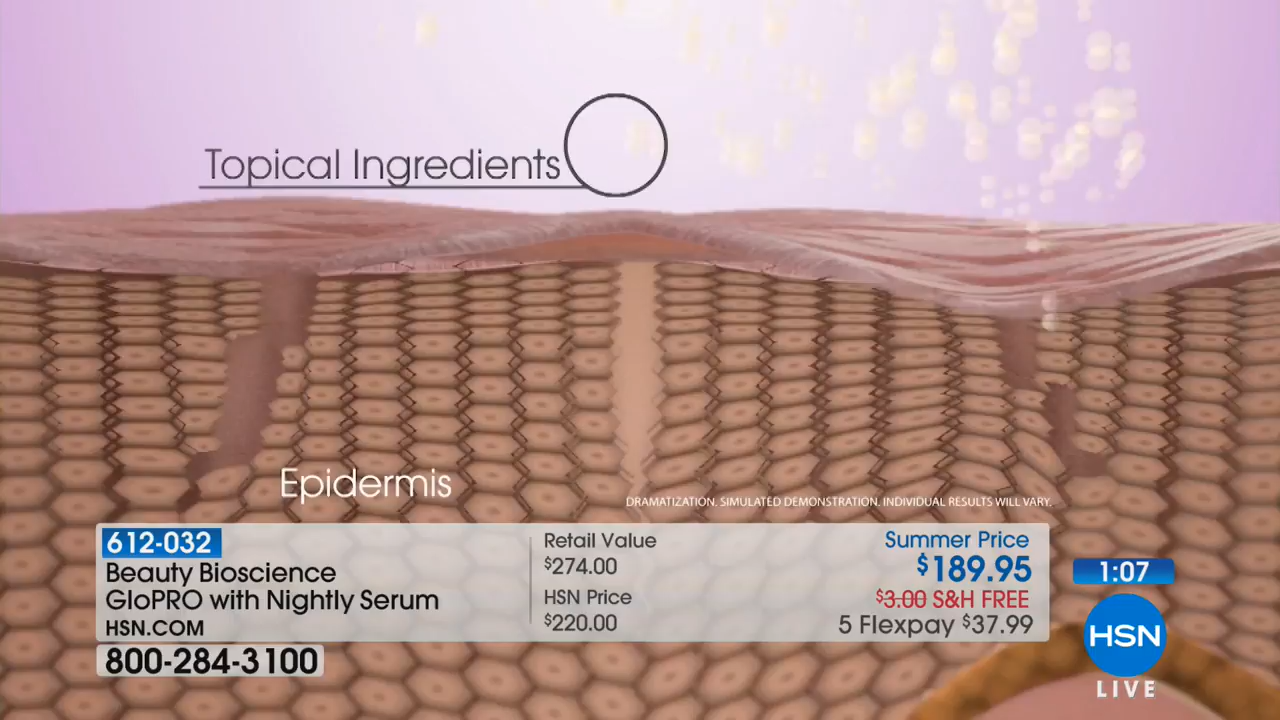 Topical Ingredients
Epidermis
DRAMATIZATION. SIMULATED DEMONSTRATION. INDIVIDUAL RESULTS WILL VARY.
612-032
Beauty Bioscience
GloPRO with Nightly Serum
HSN.COM
800-284-3100
Retail Value
$274.00
HSN Price
$220.00
Summer Price
$189.95
$3.00 S&H FREE
5 Flexpay $37.99
1:07
HSN
LIVE